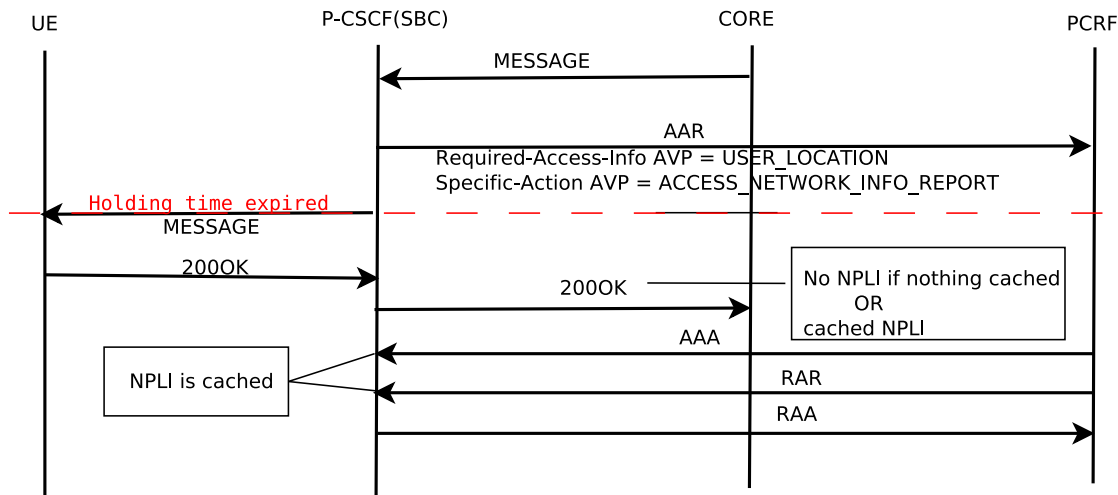 UE
P-CSCF(SBC)
CORE
PCRF
MESSAGE
AAR
Required-Access-Info AVP = USER_LOCATION
Specific-Action AVP = ACCESS_NETWORK_INFO_REPORT
Holding time expired
MESSAGE
200OK
200OK
No NPLI if nothing cached
OR
cached NPLI
AAA
NPLI is cached
RAR
RAA